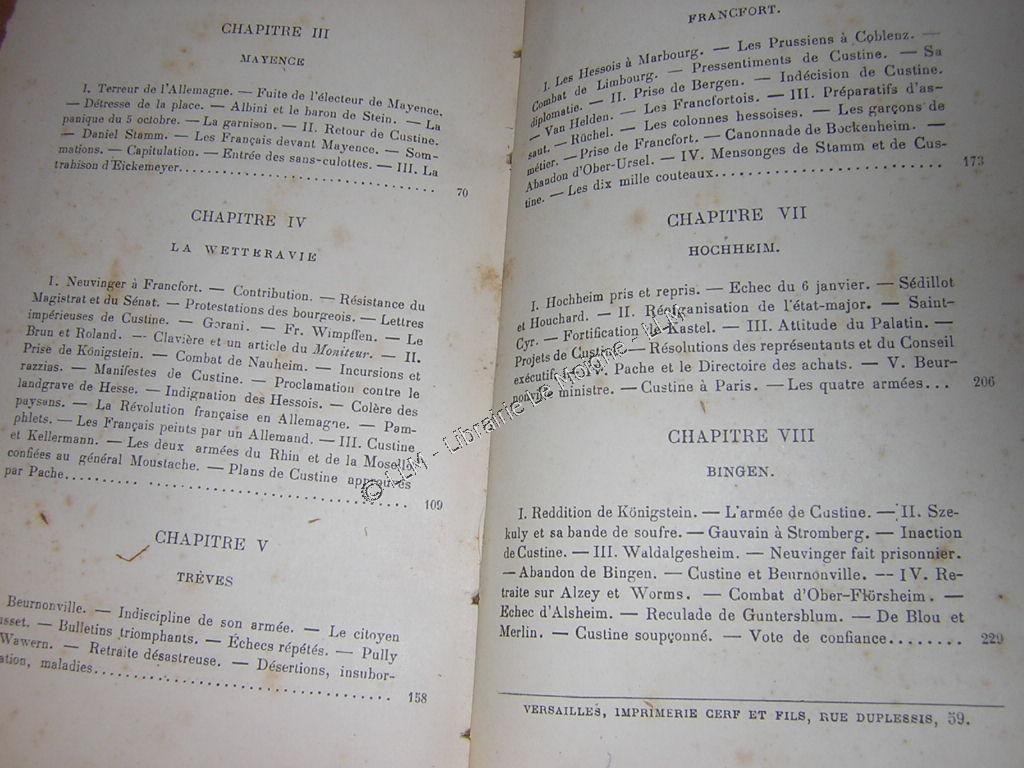 CHAPITRE III
MAYENCE
I. Terreur de l'Allemagne. — Fuite de l'électeur de Mayence.
— Détresse de la place. — Albini et le baron de Stein. — La
panique du 5 octobre. — La garnison. — II. Retour de Custine.
— Daniel Stamm. — Les Français devant Mayence. — Som-
mations. — Capitulation. — Entrée des sans-culottes. — III. La
trahison d'Eickemeyer........ 70
CHAPITRE IV
LA WETTERAVIE
I. Neuvinger à Francfort. — Contribution. — Résistance du
Magistrat et du Sénat. — Protestations des bourgeois. — Lettres
impérieuses de Custine. — Gorani. — Fr. Wimpffen. — Le
Brun et Roland. — Clavière et un article du Moniteur. — II.
Prise de Königstein. — Combat de Nauheim. — Incursions et
razzias. — Manifestes de Custine. — Proclamation contre le
landgrave de Hesse. — Indignation des Hessois. — Colère des
paysans. — La Révolution française en Allemagne. — Pam-
phlets. — Les Français peints par un Allemand. — III. Custine
et Kellermann. — Les deux armées du Rhin et de la Moselle
confiées au général Moustache. — Plans de Custine approuvés
par Pache........ 109
CHAPITRE V
TRÈVES
Beurnonville. — Indiscipline de son armée. — Le citoyen
usset. — Bulletins triomphants. — Échecs répétés. — Pully
Wawern. — Retraite désastreuse. — Désertions, insubor-
ation, maladies........ 158
FRANCFORT.
I. Les Hessois à Marbourg. — Les Prussiens à Coblenz. —
Combat de Limbourg. — Pressentiments de Custine. — Sa
diplomatie. — II. Prise de Bergen. — Indécision de Custine.
— Van Helden. — Les Francfortois. — III. Préparatifs d'as-
saut. — Rüchel. — Les colonnes hessoises. — Les garçons de
métier. — Prise de Francfort. — Canonnade de Bockenheim. —
Abandon d'Ober-Ursel. — IV. Mensonges de Stamm et de Cus-
tine. — Les dix mille couteaux........ 173
CHAPITRE VII
HOCHHEIM.
I. Hochheim pris et repris. — Echec du 6 janvier. — Sédillot
et Houchard. — II. Réorganisation de l'état-major. — Saint-
Cyr. — Fortification de Kastel. — III. Attitude du Palatin. —
Projets de Custine. — Résolutions des représentants et du Conseil
exécutif. — IV. Pache et le Directoire des achats. — V. Beur-
nonville ministre. — Custine à Paris. — Les quatre armées... 206
CHAPITRE VIII
BINGEN.
I. Reddition de Königstein. — L'armée de Custine. — II. Sze-
kuly et sa bande de soufre. — Gauvain à Stromberg. — Inaction
de Custine. — III. Waldalgesheim. — Neuvinger fait prisonnier.
— Abandon de Bingen. — Custine et Beurnonville. — IV. Re-
traite sur Alzey et Worms. — Combat d'Ober-Flörsheim. —
Echec d'Alsheim. — Reculade de Guntersblum. — De Blou et
Merlin. — Custine soupçonné. — Vote de confiance........ 229
VERSAILLES, IMPRIMERIE CERF ET FILS, RUE DUPLESSIS, 59.
© LLM - Librairie Le Moigne - LLM